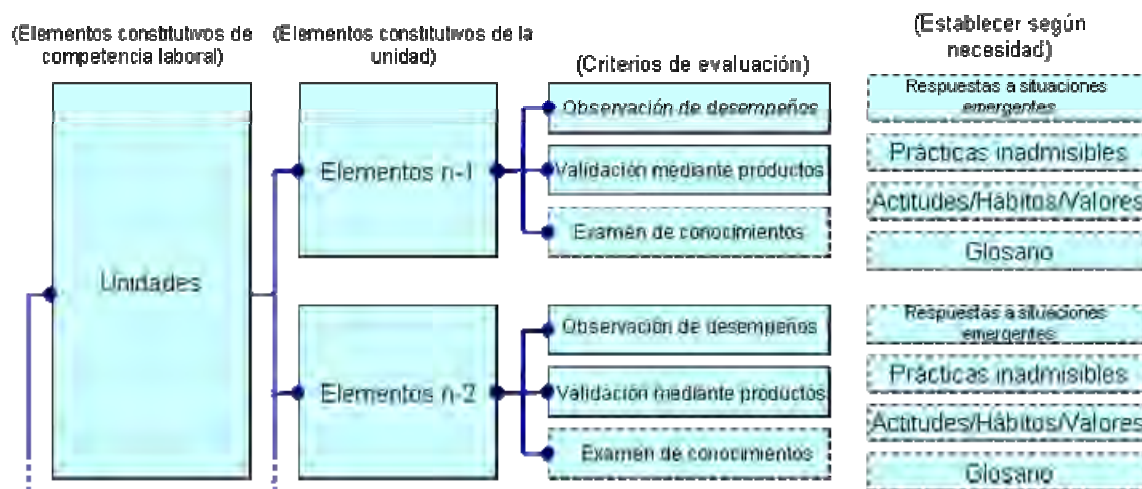 (Elementos constitutivos de
competencia laboral)
(Elementos constitutivos de la
unidad)
(Criterios de evaluación)
(Establecer según
necesidad)
Unidades
Elementos n-1
Observación de desempeños
Validación mediante productos
Examen de conocimientos
Respuestas a situaciones
emergentes
Prácticas inadmisibles
Actitudes/Hábitos/Valores
Glosario
Elementos n-2
Observación de desempeños
Validación mediante productos
Examen de conocimientos
Respuestas a situaciones
emergentes
Prácticas inadmisibles
Actitudes/Hábitos/Valores
Glosario